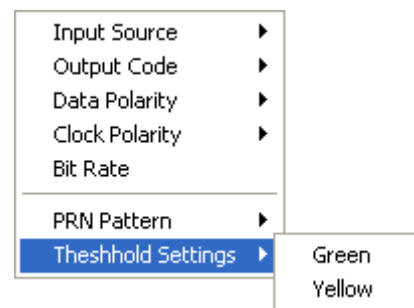 Input Source
Output Code
Data Polarity
Clock Polarity
Bit Rate
PRN Pattern
Theshhold Settings
Green
Yellow